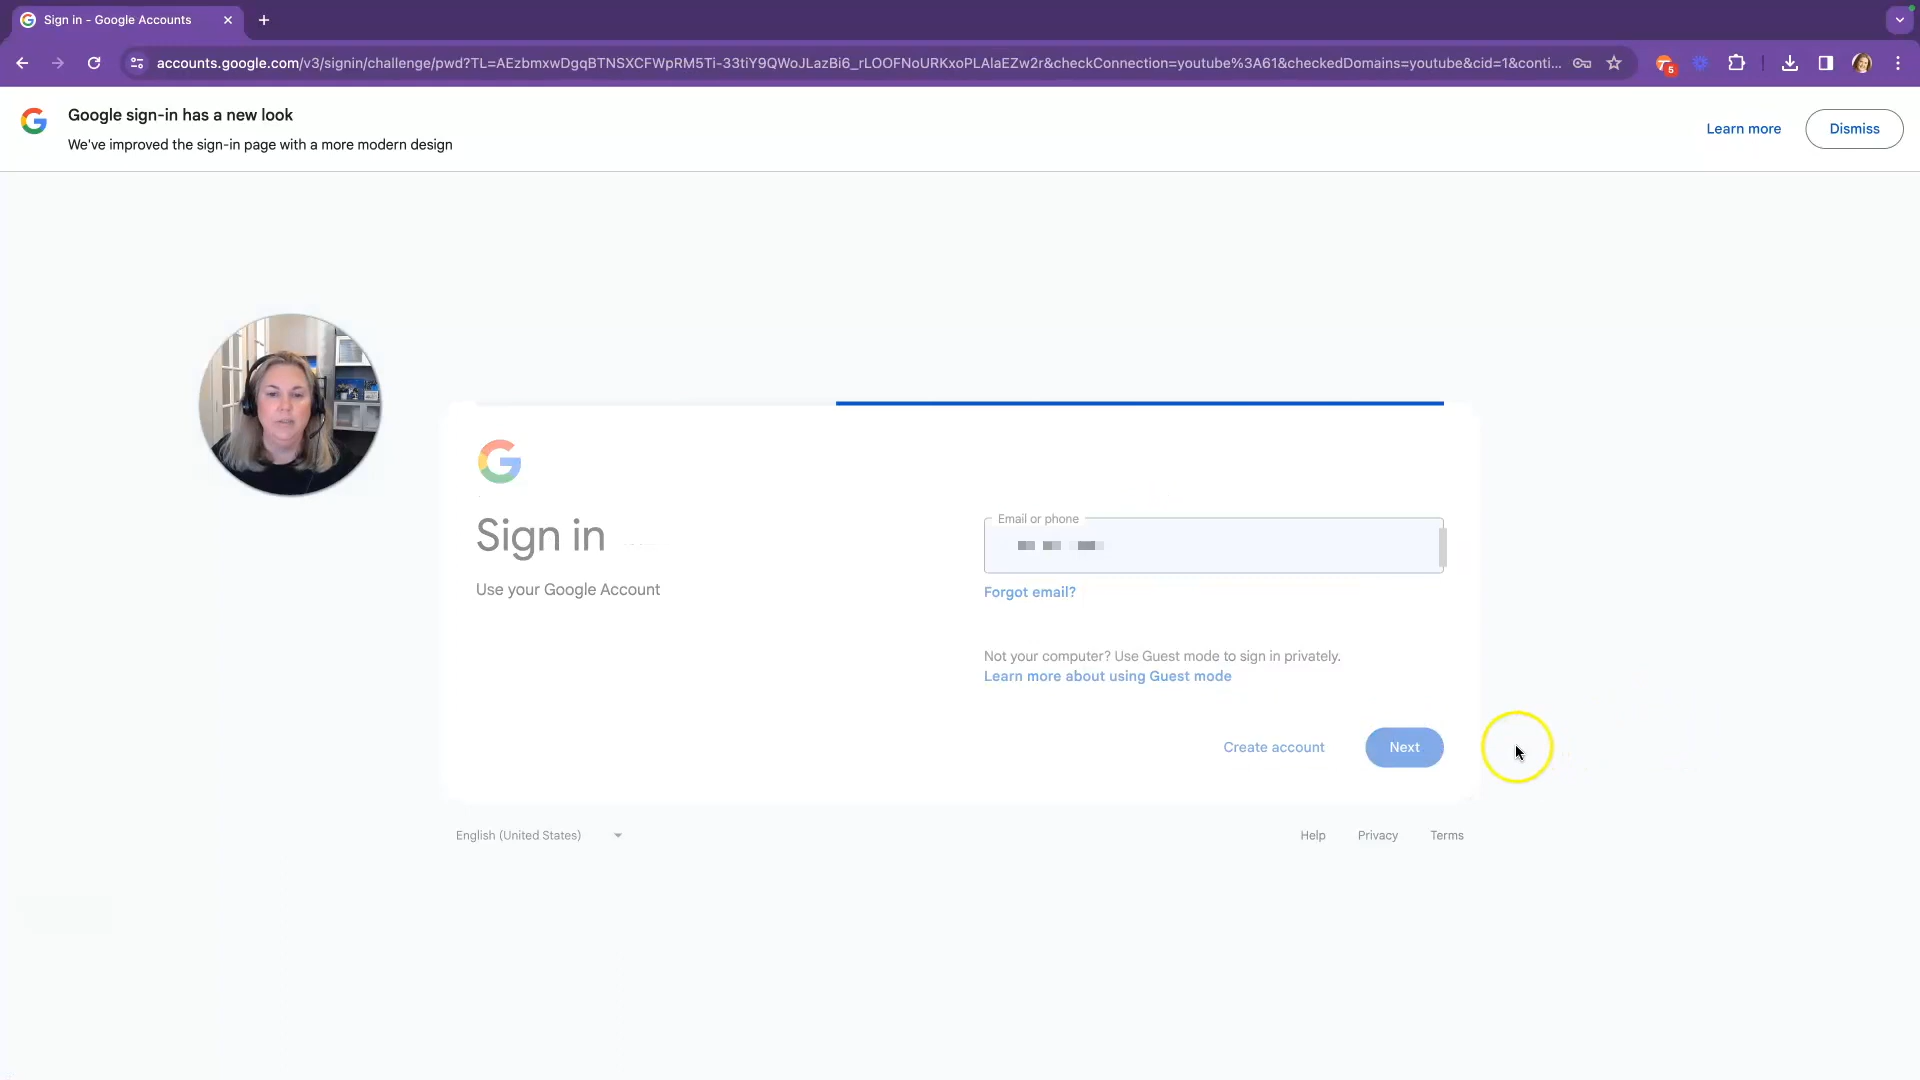 Sign in - Google Accounts
accounts.google.com/v3/signin/challenge/pwd?TL=AEzbmxwDgqBTNSXCFWpRM5Ti-33tiY9QWoJLazBi6_rLOOFNoURKxoPLAlaEZw2r&checkConnection=youtube%3A61&checkedDomains=youtube&cid=1&conti...
5
Google sign-in has a new look
We've improved the sign-in page with a more modern design
Learn more
Dismiss
Sign in
Use your Google Account
Email or phone
Forgot email?
Not your computer? Use Guest mode to sign in privately.
Learn more about using Guest mode
Create account
Next
English (United States)
Help
Privacy
Terms